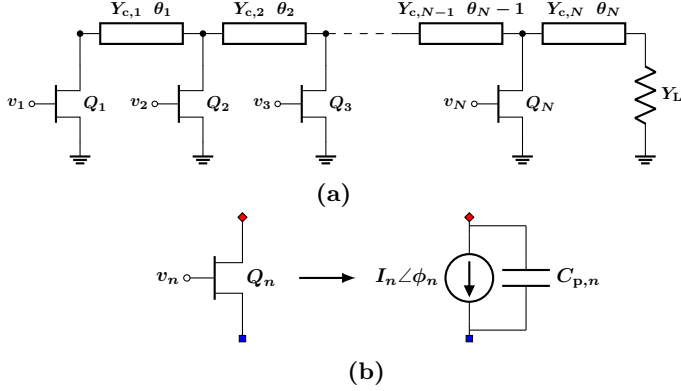 Y_{c,1} θ_1 Y_{c,2} θ_2 Y_{c,N−1} θ_N − 1 Y_{c,N} θ_N
v_1 Q_1 v_2 Q_2 v_3 Q_3 v_N Q_N Y_L
(a)
v_n Q_n I_n∠ϕ_n C_{p,n}
(b)